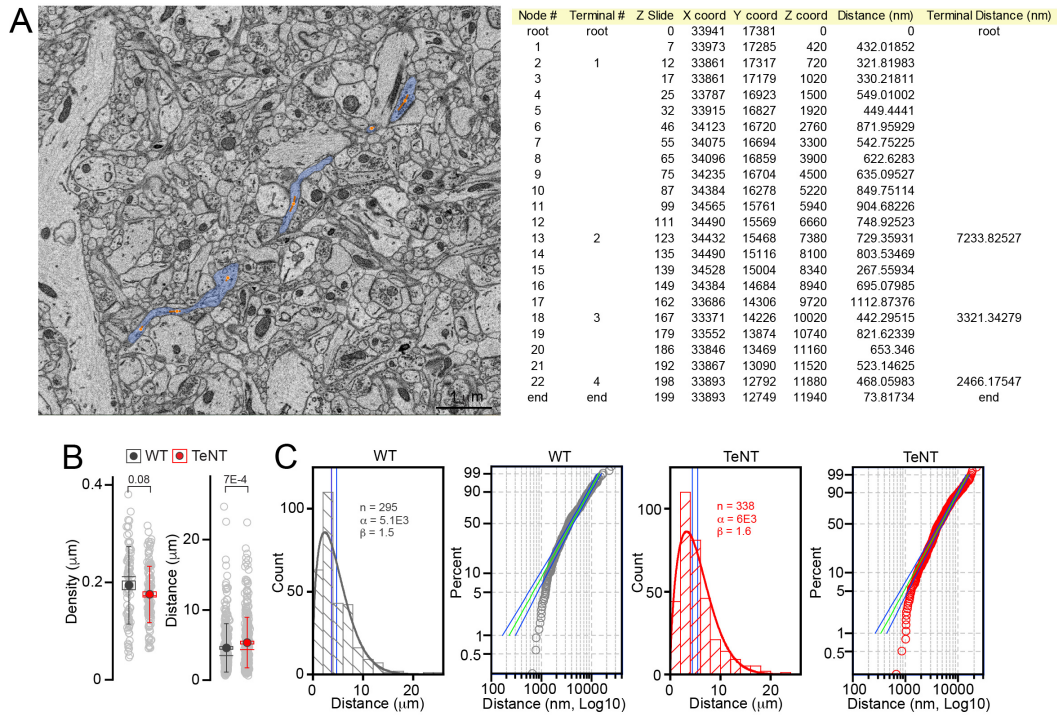 A
1 μm
Node # Terminal # Z Slide X coord Y coord Z coord Distance (nm) Terminal Distance (nm)
root root 0 33941 17381 0 0 root
1 7 33973 17285 420 432.01852
2 1 12 33861 17317 720 321.81983
3 17 33861 17179 1020 330.21811
4 25 33787 16923 1500 549.01002
5 32 33915 16827 1920 449.4441
6 46 34123 16720 2760 871.95929
7 55 34075 16694 3300 542.75225
8 65 34096 16859 3900 622.6283
9 75 34235 16704 4500 635.09527
10 87 34384 16278 5220 849.75114
11 99 34565 15761 5940 904.68226
12 111 34490 15569 6660 748.92523
13 2 123 34432 15468 7380 729.35931 7233.82527
14 135 34490 15116 8100 803.53469
15 139 34528 15004 8340 267.55934
16 149 34384 14684 8940 695.07985
17 162 33686 14306 9720 1112.87376
18 3 167 33371 14226 10020 442.29515 3321.34279
19 179 33552 13874 10740 821.62339
20 186 33846 13469 11160 653.346
21 192 33867 13090 11520 523.14625
22 4 198 33893 12792 11880 468.05983 2466.17547
end end 199 33893 12749 11940 73.81734 end
B
WT TeNT
0.08
0.4
0.2
0
Density (μm)
7E-4
20
10
0
Distance (μm)
C
WT
n = 295
α = 5.1E3
β = 1.5
100
50
0
Count
0 10 20
Distance (μm)
WT
99
90
50
10
5
1
0.5
Percent
100 1000 10000
Distance (nm, Log10)
TeNT
n = 338
α = 6E3
β = 1.6
100
50
0
Count
0 10 20
Distance (μm)
TeNT
99
90
50
10
5
1
0.5
Percent
100 1000 10000
Distance (nm, Log10)